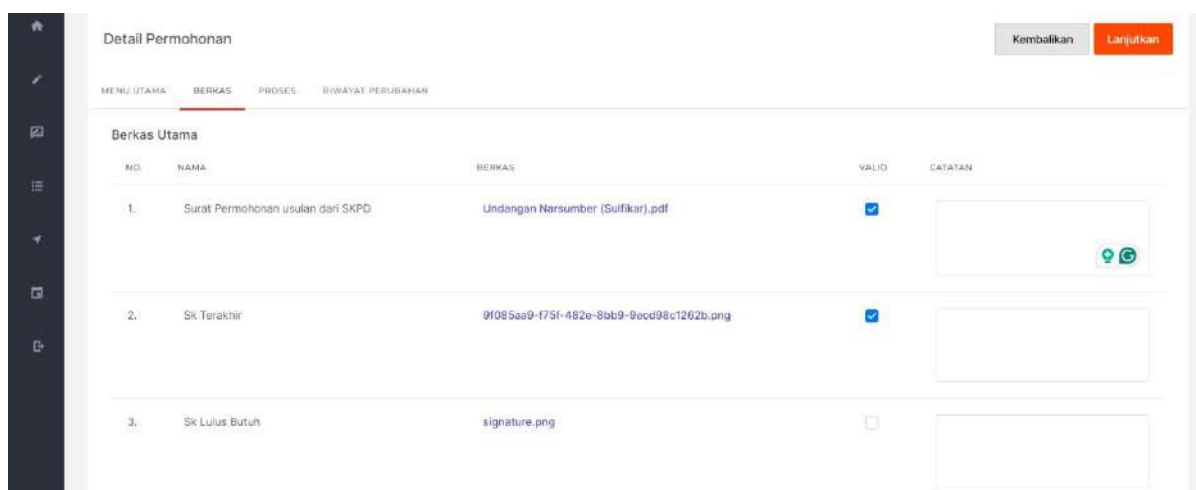 Detail Permohonan
Kembalikan Lanjutkan
MENU UTAMA BERKAS PROSES RIWAYAT PERUBAHAN
Berkas Utama
NO. NAMA BERKAS VALID CATATAN
1. Surat Permohonan usulan dari SKPD Undangan Narsumber (Sulfikar).pdf
2. Sk Terakhir 9f085aa9-f75f-482e-8bb9-9ecd98c1262b.png
3. Sk Lulus Butuh signature.png